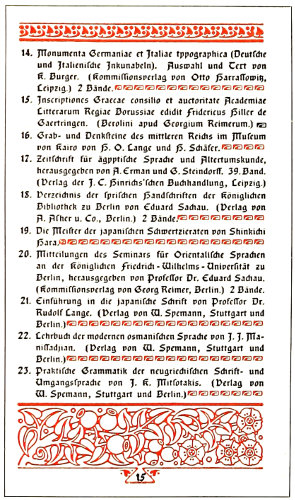 14. Monumenta Germaniae et Italiae typographica (Deutsche
und Italienische Inkunabeln). Auswahl und Text von
K. Burger. (Kommissionsverlag von Otto Harrassowitz,
Leipzig.) 2 Bände.
15. Inscriptiones Graecae consilio et auctoritate Academiae
Litterarum Regiae Borussiae edidit Fridericus Hiller de
Gaertringen. (Berolini apud Georgium Reimerum.)
16. Grab- und Denksteine des mittleren Reichs im Museum
von Kairo von H. O. Lange und H. Schäfer.
17. Zeitschrift für ägyptische Sprache und Altertumskunde,
herausgegeben von A. Erman und G. Steindorff. 39. Band.
(Verlag der J. C. Hinrichs'schen Buchhandlung, Leipzig.)
18. Verzeichnis der syrischen Handschriften der Königlichen
Bibliothek zu Berlin von Eduard Sachau. (Verlag von
A. Asher u. Co., Berlin.) 2 Bände.
19. Die Meister der japanischen Schwertzieraten von Shinkichi
Hara.
20. Mitteilungen des Seminars für Orientalische Sprachen
an der Königlichen Friedrich-Wilhelms-Universität zu
Berlin, herausgegeben von Professor Dr. Eduard Sachau.
(Kommissionsverlag von Georg Reimer, Berlin.) 2 Bände.
21. Einführung in die japanische Schrift von Professor Dr.
Rudolf Lange. (Verlag von W. Spemann, Stuttgart und
Berlin.)
22. Lehrbuch der modernen osmanischen Sprache von J. J. Ma-
nissadjian. (Verlag von W. Spemann, Stuttgart und
Berlin.)
23. Praktische Grammatik der neugriechischen Schrift- und
Umgangssprache von J. K. Mitsotakis. (Verlag von
W. Spemann, Stuttgart und Berlin.)
15